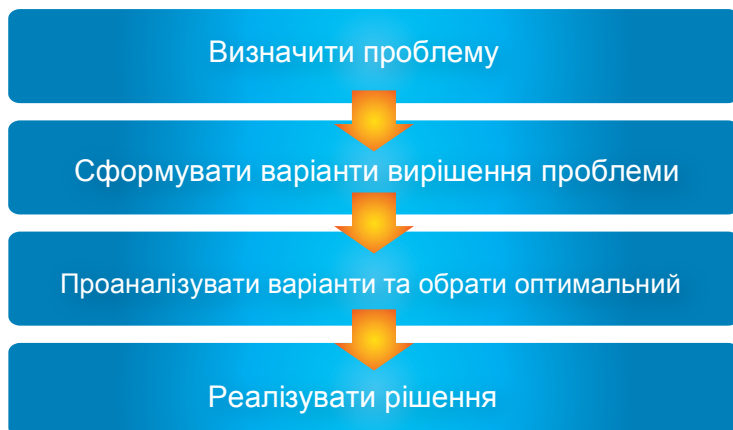 Визначити проблему
Сформувати варіанти вирішення проблеми
Проаналізувати варіанти та обрати оптимальний
Реалізувати рішення